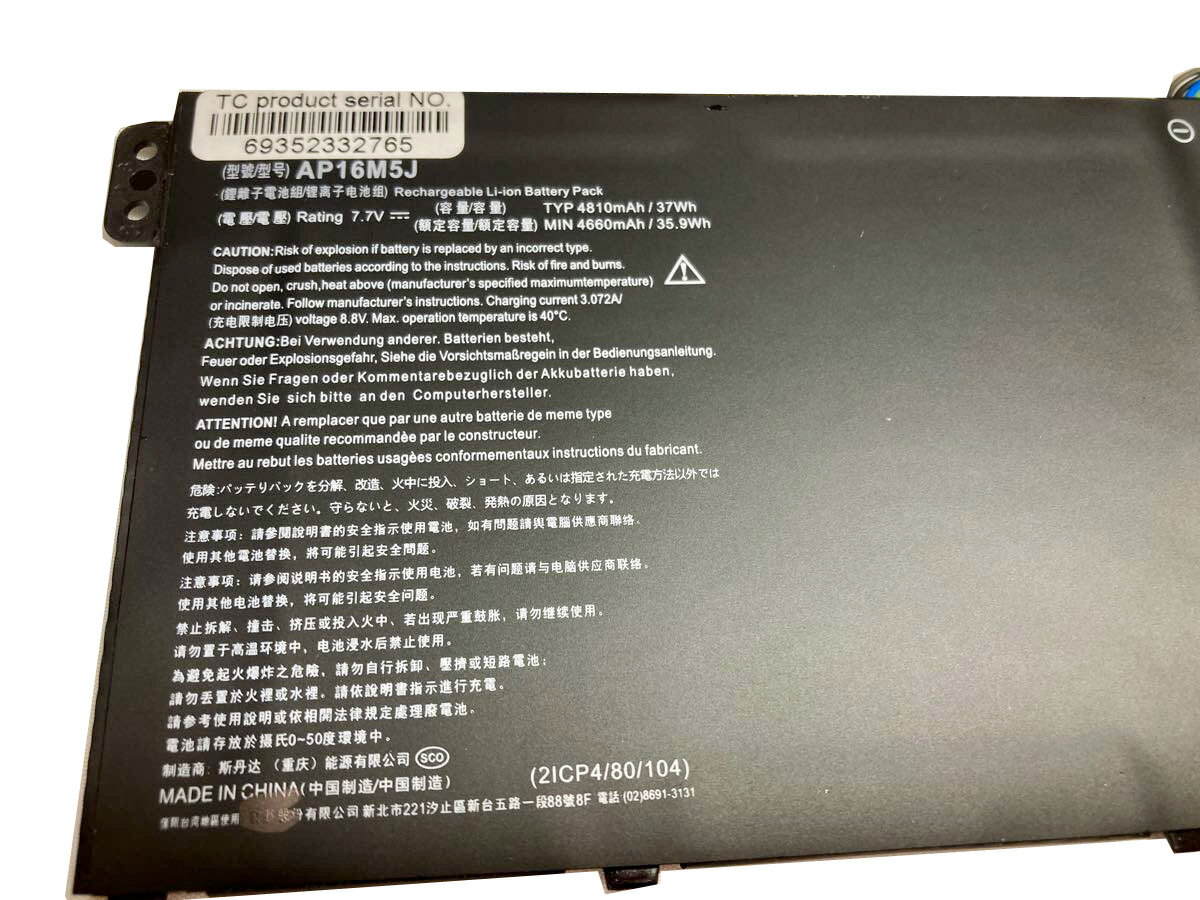 TC product serial NO.
69352332765
(型號/型号) AP16M5J
(鋰離子電池組/锂离子电池组) Rechargeable Li-ion Battery Pack
(電壓/電壓) Rating 7.7V (容量/容量) TYP 4810mAh / 37Wh
(額定容量/额定容量) MIN 4660mAh / 35.9Wh
CAUTION:Risk of explosion if battery is replaced by an incorrect type.
Dispose of used batteries according to the instructions. Risk of fire and burns.
Do not open, crush,heat above (manufacturer's specified maximumtemperature)
or incinerate. Follow manufacturer's instructions. Charging current 3.072A/
(充电限制电压) voltage 8.8V. Max. operation temperature is 40°C.
ACHTUNG:Bei Verwendung anderer. Batterien besteht,
Feuer oder Explosionsgefahr, Siehe die Vorsichtsmaßregein in der Bedienungsanleitung.
Wenn Sie Fragen oder Kommentarebezuglich der Akkubatterie haben,
wenden Sie sich bitte an den Computerhersteller.
ATTENTION! A remplacer que par une autre batterie de meme type
ou de meme qualite recommandèe par le constructeur.
Mettre au rebut les batteries usagèes conformementaux instructions du fabricant.
危険:バッテリパックを分解、改造、火中に投入、ショート、あるいは指定された充電方法以外では
充電しないでください。守らないと、火災、破裂、発熱の原因となります。
注意事项：請參閱說明書的安全指示使用電池，如有問題請與電腦供應商聯絡。
使用其他電池替換，將可能引起安全問題。
注意事项：请参阅说明书的安全指示使用电池，若有问题请与电脑供应商联络。
使用其他电池替换，将可能引起安全问题。
禁止拆解、撞击、挤压或投入火中、若出现严重鼓胀，请勿继续使用。
请勿置于高温环境中，电池浸水后禁止使用。
為避免起火爆炸之危險，請勿自行拆卸、壓擠或短路電池；
請勿丟置於火裡或水裡。請依說明書指示進行充電。
請參考使用說明或依相關法律規定處理廢電池。
電池請存放於攝氏0~50度環境中。
制造商: 斯丹达 （重庆）能源有限公司 SCO
MADE IN CHINA(中国制造/中国制造) (2ICP4/80/104)
僅限台湾地區使用 份有限公司 新北市221汐止區新台五路一段88號8F 電話 (02)8691-3131